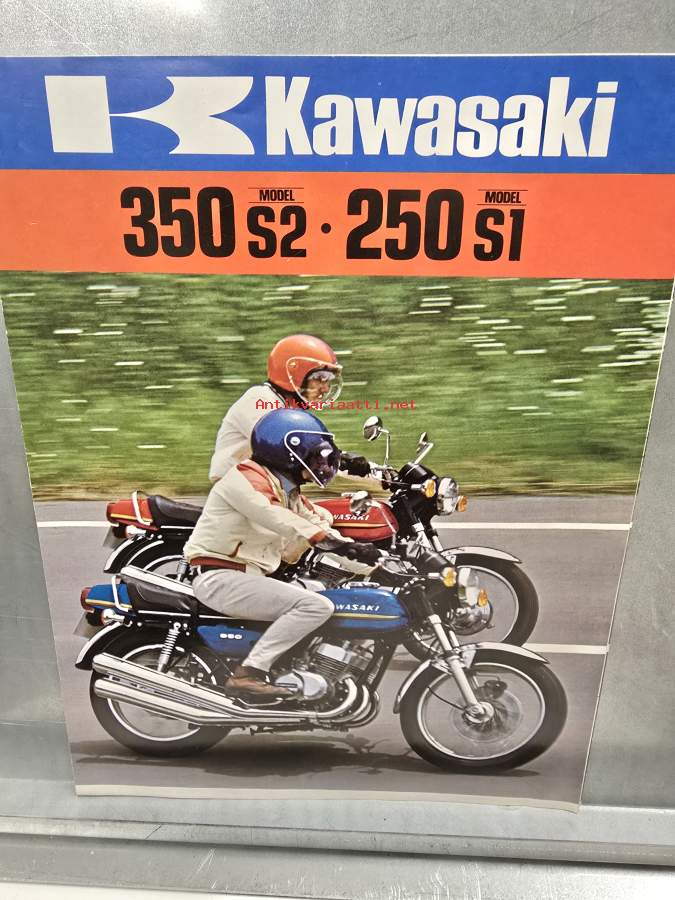 Kawasaki
350 MODEL S2 · 250 MODEL S1
Antikvariaatti.net
KAWASAKI
KAWASAKI
350